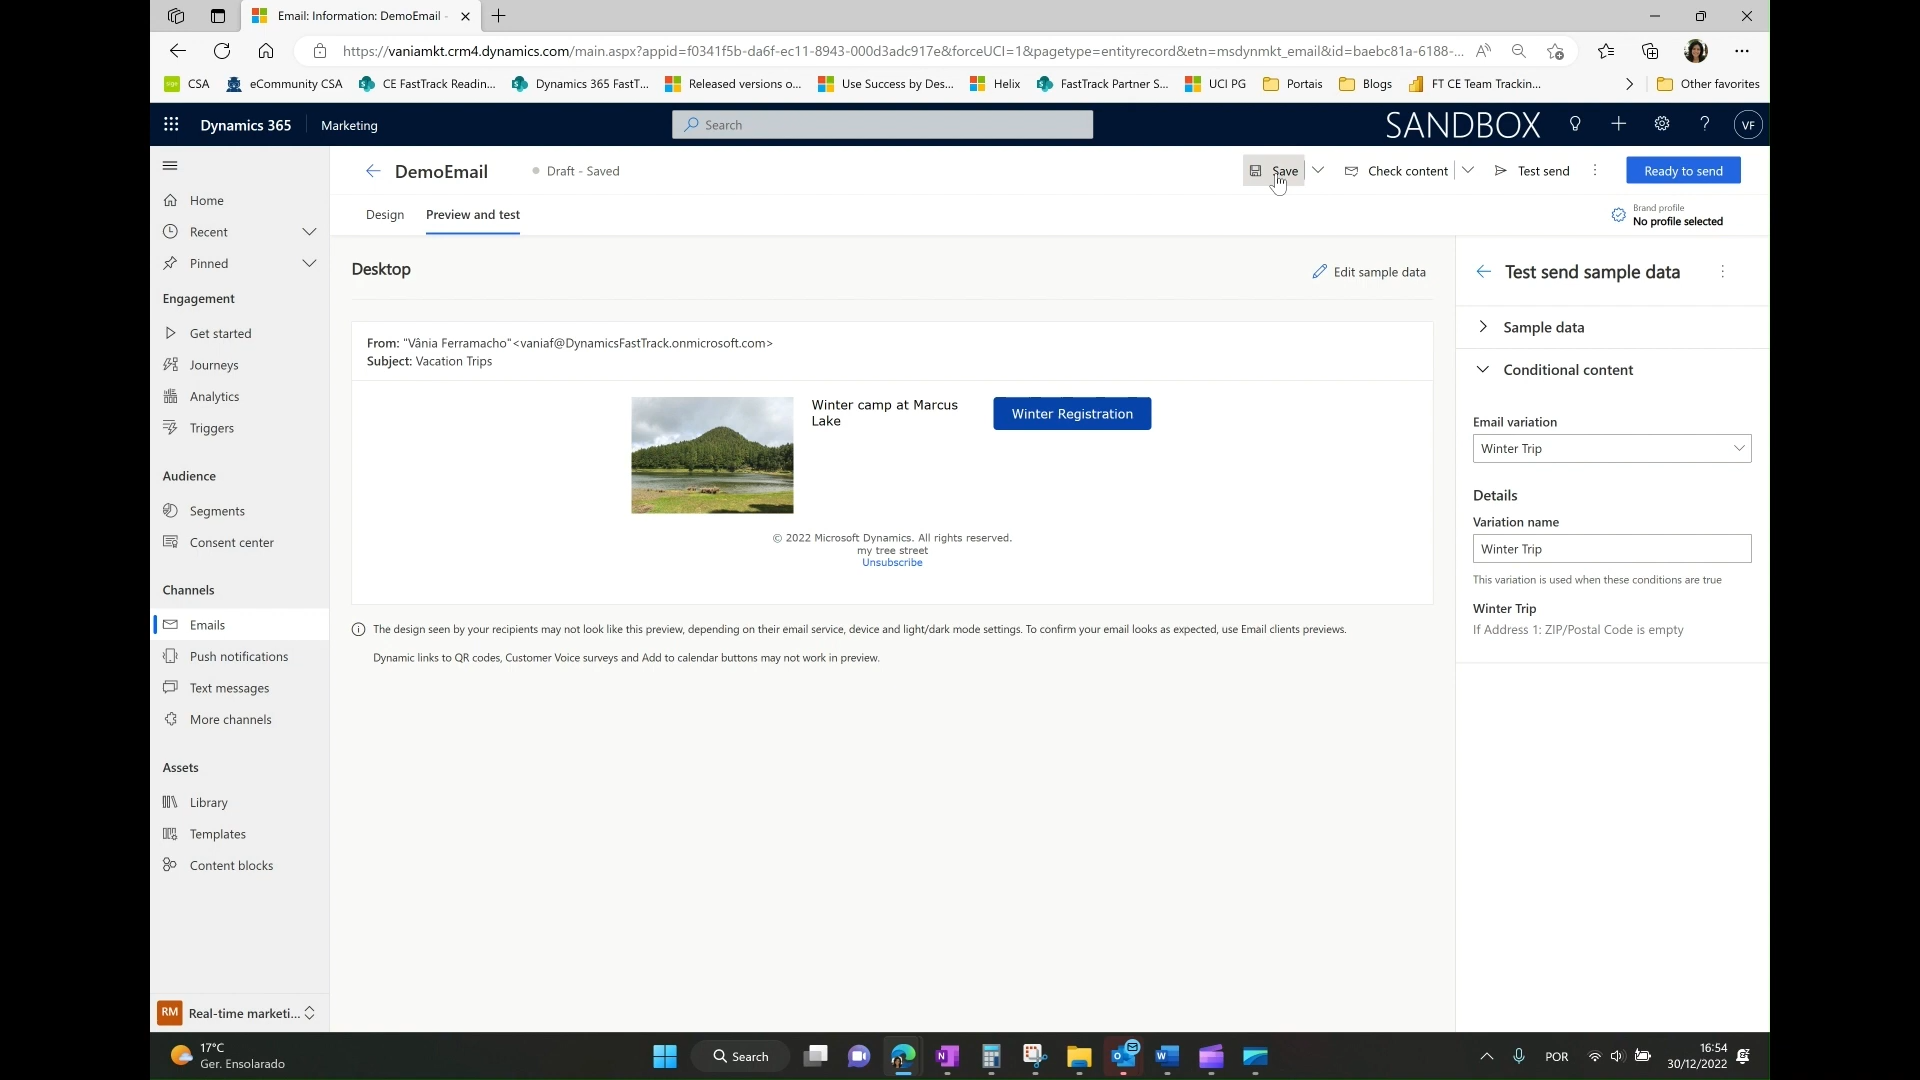 Email: Information: DemoEmail -
https://vaniamkt.crm4.dynamics.com/main.aspx?appid=f0341f5b-da6f-ec11-8943-000d3adc917e&forceUCI=1&pagetype=entityrecord&etn=msdynmkt_email&id=baebc81a-6188-...
CSA
eCommunity CSA
CE FastTrack Readin...
Dynamics 365 FastT...
Released versions o...
Use Success by Des...
Helix
FastTrack Partner S...
UCI PG
Portais
Blogs
FT CE Team Trackin...
Other favorites
Dynamics 365
Marketing
Search
SANDBOX
VF
DemoEmail
Draft - Saved
Save
Check content
Test send
Ready to send
Design
Preview and test
Brand profile
No profile selected
Home
Recent
Pinned
Engagement
Get started
Journeys
Analytics
Triggers
Audience
Segments
Consent center
Channels
Emails
Push notifications
Text messages
More channels
Assets
Library
Templates
Content blocks
RM
Real-time marketi...
Desktop
Edit sample data
From: "Vânia Ferramacho"<vaniaf@DynamicsFastTrack.onmicrosoft.com>
Subject: Vacation Trips
Winter camp at Marcus
Lake
Winter Registration
© 2022 Microsoft Dynamics. All rights reserved.
my tree street
Unsubscribe
The design seen by your recipients may not look like this preview, depending on their email service, device and light/dark mode settings. To confirm your email looks as expected, use Email clients previews.
Dynamic links to QR codes, Customer Voice surveys and Add to calendar buttons may not work in preview.
Test send sample data
Sample data
Conditional content
Email variation
Winter Trip
Details
Variation name
Winter Trip
This variation is used when these conditions are true
Winter Trip
If Address 1: ZIP/Postal Code is empty
17°C
Ger. Ensolarado
Search
POR
16:54
30/12/2022